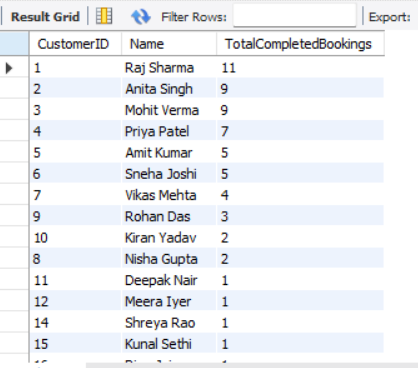 Result Grid Filter Rows: Export:
CustomerID Name TotalCompletedBookings
1 Raj Sharma 11
2 Anita Singh 9
3 Mohit Verma 9
4 Priya Patel 7
5 Amit Kumar 5
6 Sneha Joshi 5
7 Vikas Mehta 4
9 Rohan Das 3
10 Kiran Yadav 2
8 Nisha Gupta 2
11 Deepak Nair 1
12 Meera Iyer 1
14 Shreya Rao 1
15 Kunal Sethi 1